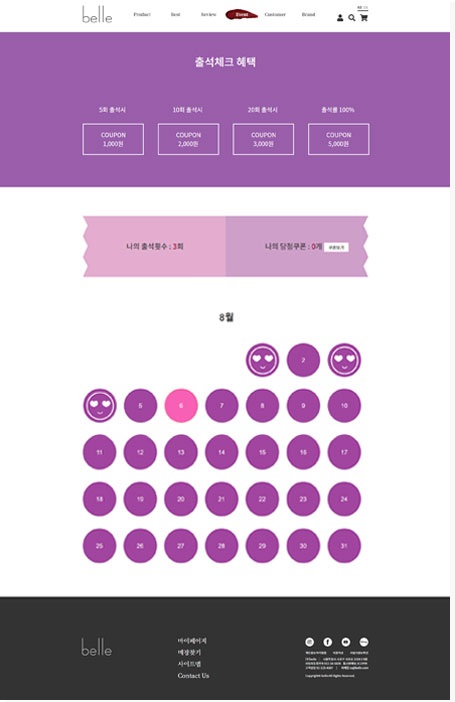 belle
Product Best Review Event Customer Brand
출석체크 혜택
5회 출석시 10회 출석시 20회 출석시 출석률 100%
COUPON COUPON COUPON COUPON
1,000원 2,000원 3,000원 5,000원
나의 출석횟수 : 3회 나의 당첨쿠폰 : 0개
8월
2
5 6 7 8 9 10
11 12 13 14 15 16 17
18 19 20 21 22 23 24
25 26 27 28 29 30 31
belle
마이페이지
매장찾기
사이트맵
Contact Us